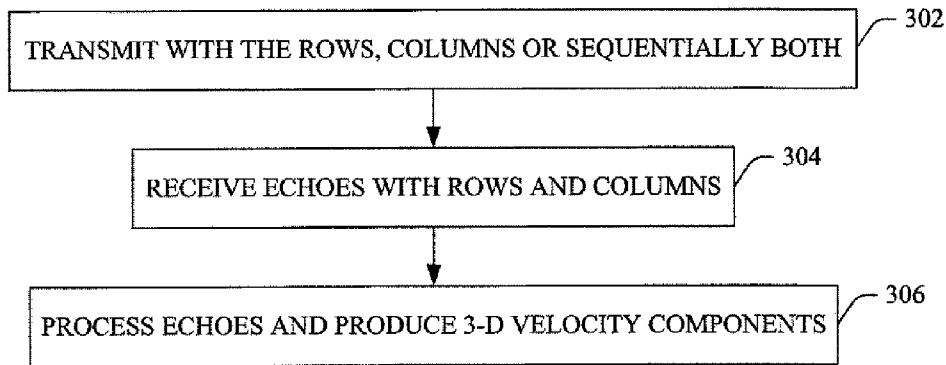 302
TRANSMIT WITH THE ROWS, COLUMNS OR SEQUENTIALLY BOTH
304
RECEIVE ECHOES WITH ROWS AND COLUMNS
306
PROCESS ECHOES AND PRODUCE 3-D VELOCITY COMPONENTS